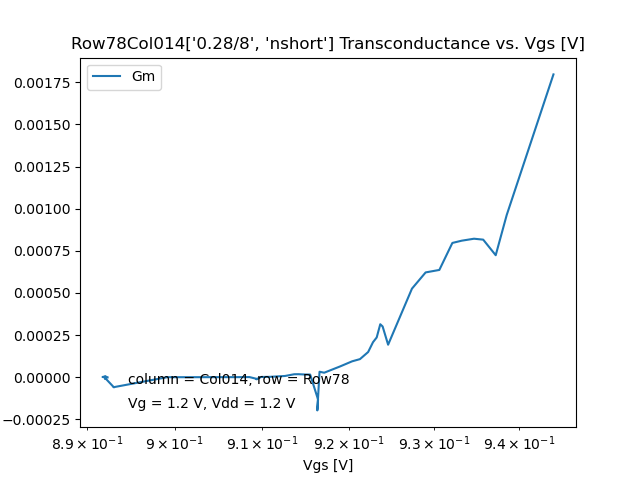 Row78Col014['0.28/8', 'nshort'] Transconductance vs. Vgs [V]
Gm
0.00175
0.00150
0.00125
0.00100
0.00075
0.00050
0.00025
0.00000
−0.00025
column = Col014, row = Row78
Vg = 1.2 V, Vdd = 1.2 V
8.9 × 10⁻¹ 9 × 10⁻¹ 9.1 × 10⁻¹ 9.2 × 10⁻¹ 9.3 × 10⁻¹ 9.4 × 10⁻¹
Vgs [V]